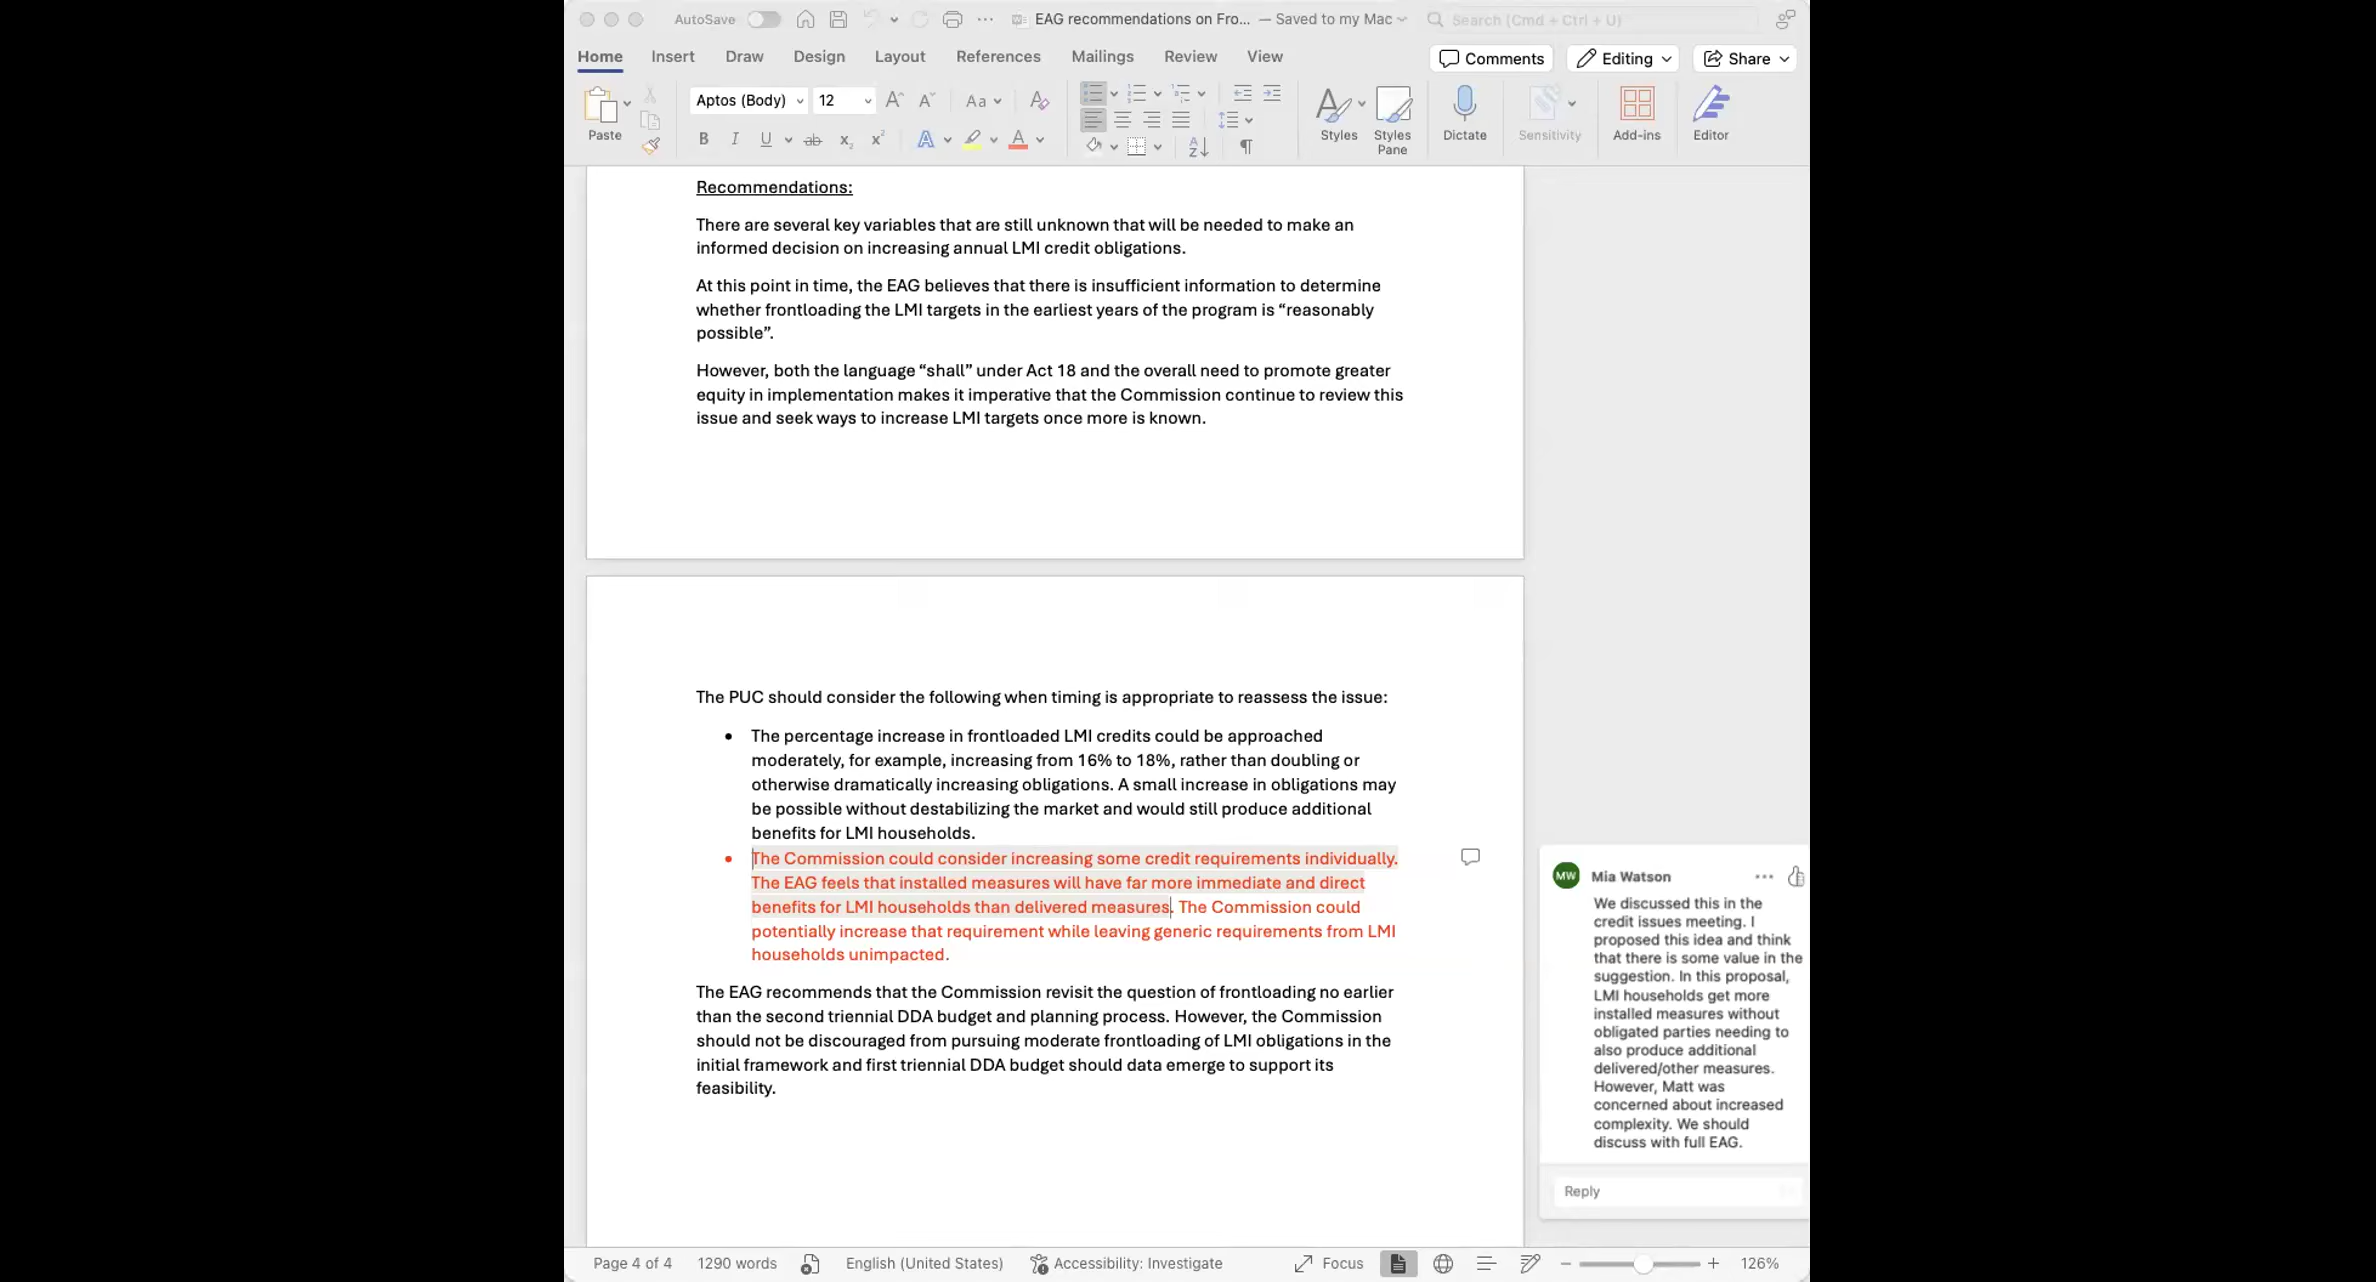 AutoSave
EAG recommendations on Fro... — Saved to my Mac
Search (Cmd + Ctrl + U)
Home Insert Draw Design Layout References Mailings Review View
Comments Editing Share
Paste
Aptos (Body) 12
Aa
B I U ab x₂ x² A A
Styles
Styles Pane
Dictate
Sensitivity
Add-ins
Editor
Recommendations:
There are several key variables that are still unknown that will be needed to make an
informed decision on increasing annual LMI credit obligations.
At this point in time, the EAG believes that there is insufficient information to determine
whether frontloading the LMI targets in the earliest years of the program is “reasonably
possible”.
However, both the language “shall” under Act 18 and the overall need to promote greater
equity in implementation makes it imperative that the Commission continue to review this
issue and seek ways to increase LMI targets once more is known.
The PUC should consider the following when timing is appropriate to reassess the issue:
• The percentage increase in frontloaded LMI credits could be approached
moderately, for example, increasing from 16% to 18%, rather than doubling or
otherwise dramatically increasing obligations. A small increase in obligations may
be possible without destabilizing the market and would still produce additional
benefits for LMI households.
• The Commission could consider increasing some credit requirements individually.
The EAG feels that installed measures will have far more immediate and direct
benefits for LMI households than delivered measures. The Commission could
potentially increase that requirement while leaving generic requirements from LMI
households unimpacted.
The EAG recommends that the Commission revisit the question of frontloading no earlier
than the second triennial DDA budget and planning process. However, the Commission
should not be discouraged from pursuing moderate frontloading of LMI obligations in the
initial framework and first triennial DDA budget should data emerge to support its
feasibility.
MW Mia Watson
We discussed this in the
credit issues meeting. I
proposed this idea and think
that there is some value in the
suggestion. In this proposal,
LMI households get more
installed measures without
obligated parties needing to
also produce additional
delivered/other measures.
However, Matt was
concerned about increased
complexity. We should
discuss with full EAG.
Reply
Page 4 of 4 1290 words English (United States) Accessibility: Investigate Focus 126%